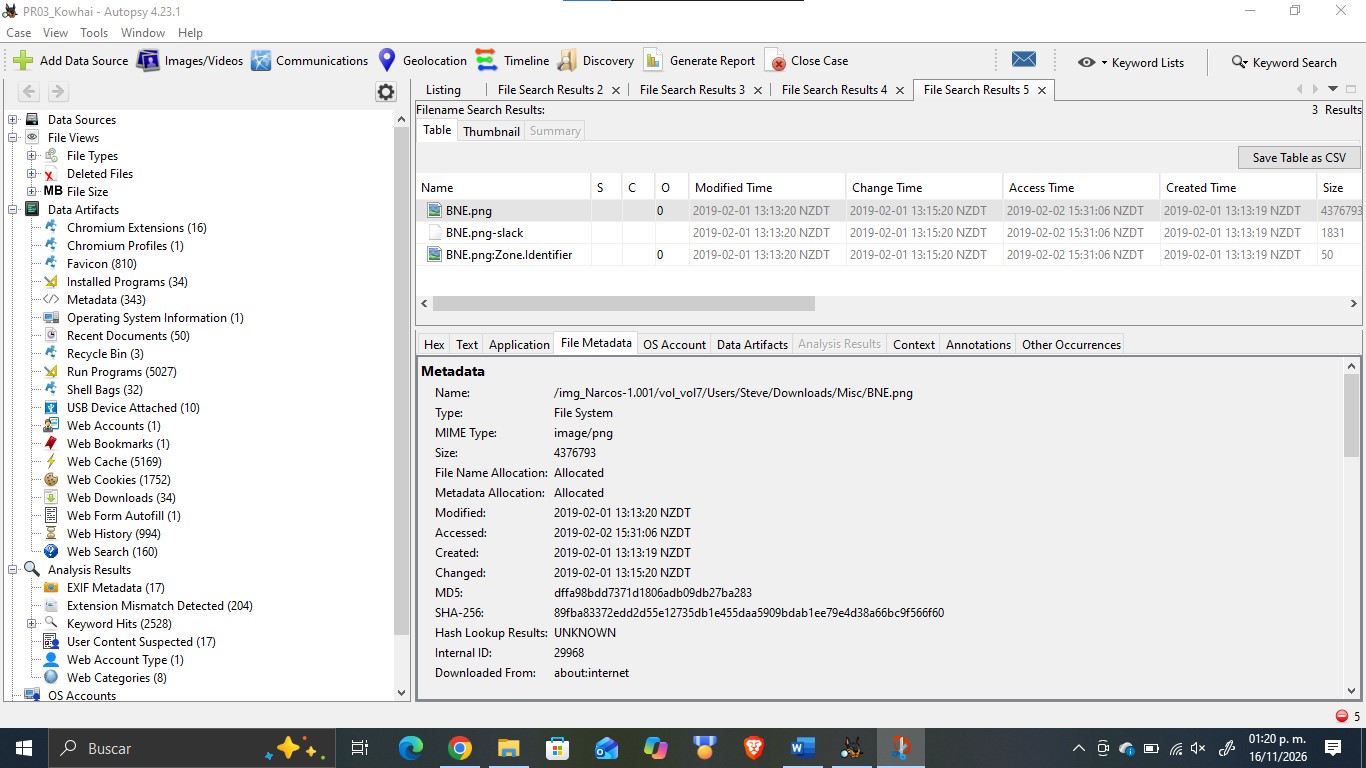 PR03_Kowhai - Autopsy 4.23.1
Case View Tools Window Help
Add Data Source Images/Videos Communications Geolocation Timeline Discovery Generate Report Close Case Keyword Lists Keyword Search
Listing File Search Results 2 File Search Results 3 File Search Results 4 File Search Results 5
Filename Search Results: 3 Results
Table Thumbnail Summary
Save Table as CSV
Name S C O Modified Time Change Time Access Time Created Time Size
BNE.png 0 2019-02-01 13:13:20 NZDT 2019-02-01 13:15:20 NZDT 2019-02-02 15:31:06 NZDT 2019-02-01 13:13:19 NZDT 4376793
BNE.png-slack 2019-02-01 13:13:20 NZDT 2019-02-01 13:15:20 NZDT 2019-02-02 15:31:06 NZDT 2019-02-01 13:13:19 NZDT 1831
BNE.png:Zone.Identifier 0 2019-02-01 13:13:20 NZDT 2019-02-01 13:15:20 NZDT 2019-02-02 15:31:06 NZDT 2019-02-01 13:13:19 NZDT 50
Data Sources
File Views
File Types
Deleted Files
MB File Size
Data Artifacts
Chromium Extensions (16)
Chromium Profiles (1)
Favicon (810)
Installed Programs (34)
Metadata (343)
Operating System Information (1)
Recent Documents (50)
Recycle Bin (3)
Run Programs (5027)
Shell Bags (32)
USB Device Attached (10)
Web Accounts (1)
Web Bookmarks (1)
Web Cache (5169)
Web Cookies (1752)
Web Downloads (34)
Web Form Autofill (1)
Web History (994)
Web Search (160)
Analysis Results
EXIF Metadata (17)
Extension Mismatch Detected (204)
Keyword Hits (2528)
User Content Suspected (17)
Web Account Type (1)
Web Categories (8)
OS Accounts
Hex Text Application File Metadata OS Account Data Artifacts Analysis Results Context Annotations Other Occurrences
Metadata
Name: /img_Narcos-1.001/vol_vol7/Users/Steve/Downloads/Misc/BNE.png
Type: File System
MIME Type: image/png
Size: 4376793
File Name Allocation: Allocated
Metadata Allocation: Allocated
Modified: 2019-02-01 13:13:20 NZDT
Accessed: 2019-02-02 15:31:06 NZDT
Created: 2019-02-01 13:13:19 NZDT
Changed: 2019-02-01 13:15:20 NZDT
MD5: dffa98bdd7371d1806adb09db27ba283
SHA-256: 89fba83372edd2d55e12735db1e455daa5909bdab1ee79e4d38a66bc9f566f60
Hash Lookup Results: UNKNOWN
Internal ID: 29968
Downloaded From: about:internet
5
Buscar
01:20 p. m.
16/11/2026